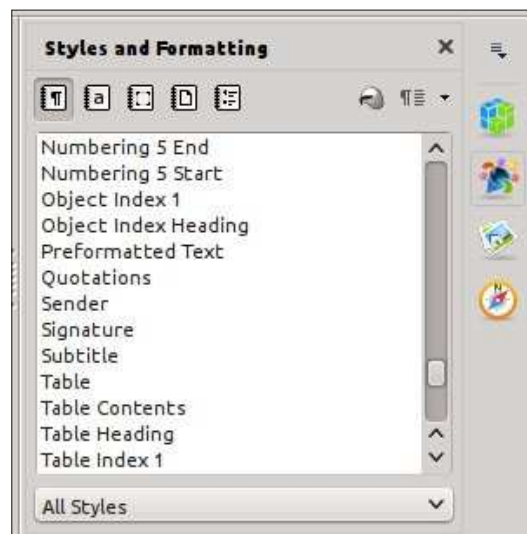 Styles and Formatting
Numbering 5 End
Numbering 5 Start
Object Index 1
Object Index Heading
Preformatted Text
Quotations
Sender
Signature
Subtitle
Table
Table Contents
Table Heading
Table Index 1
All Styles